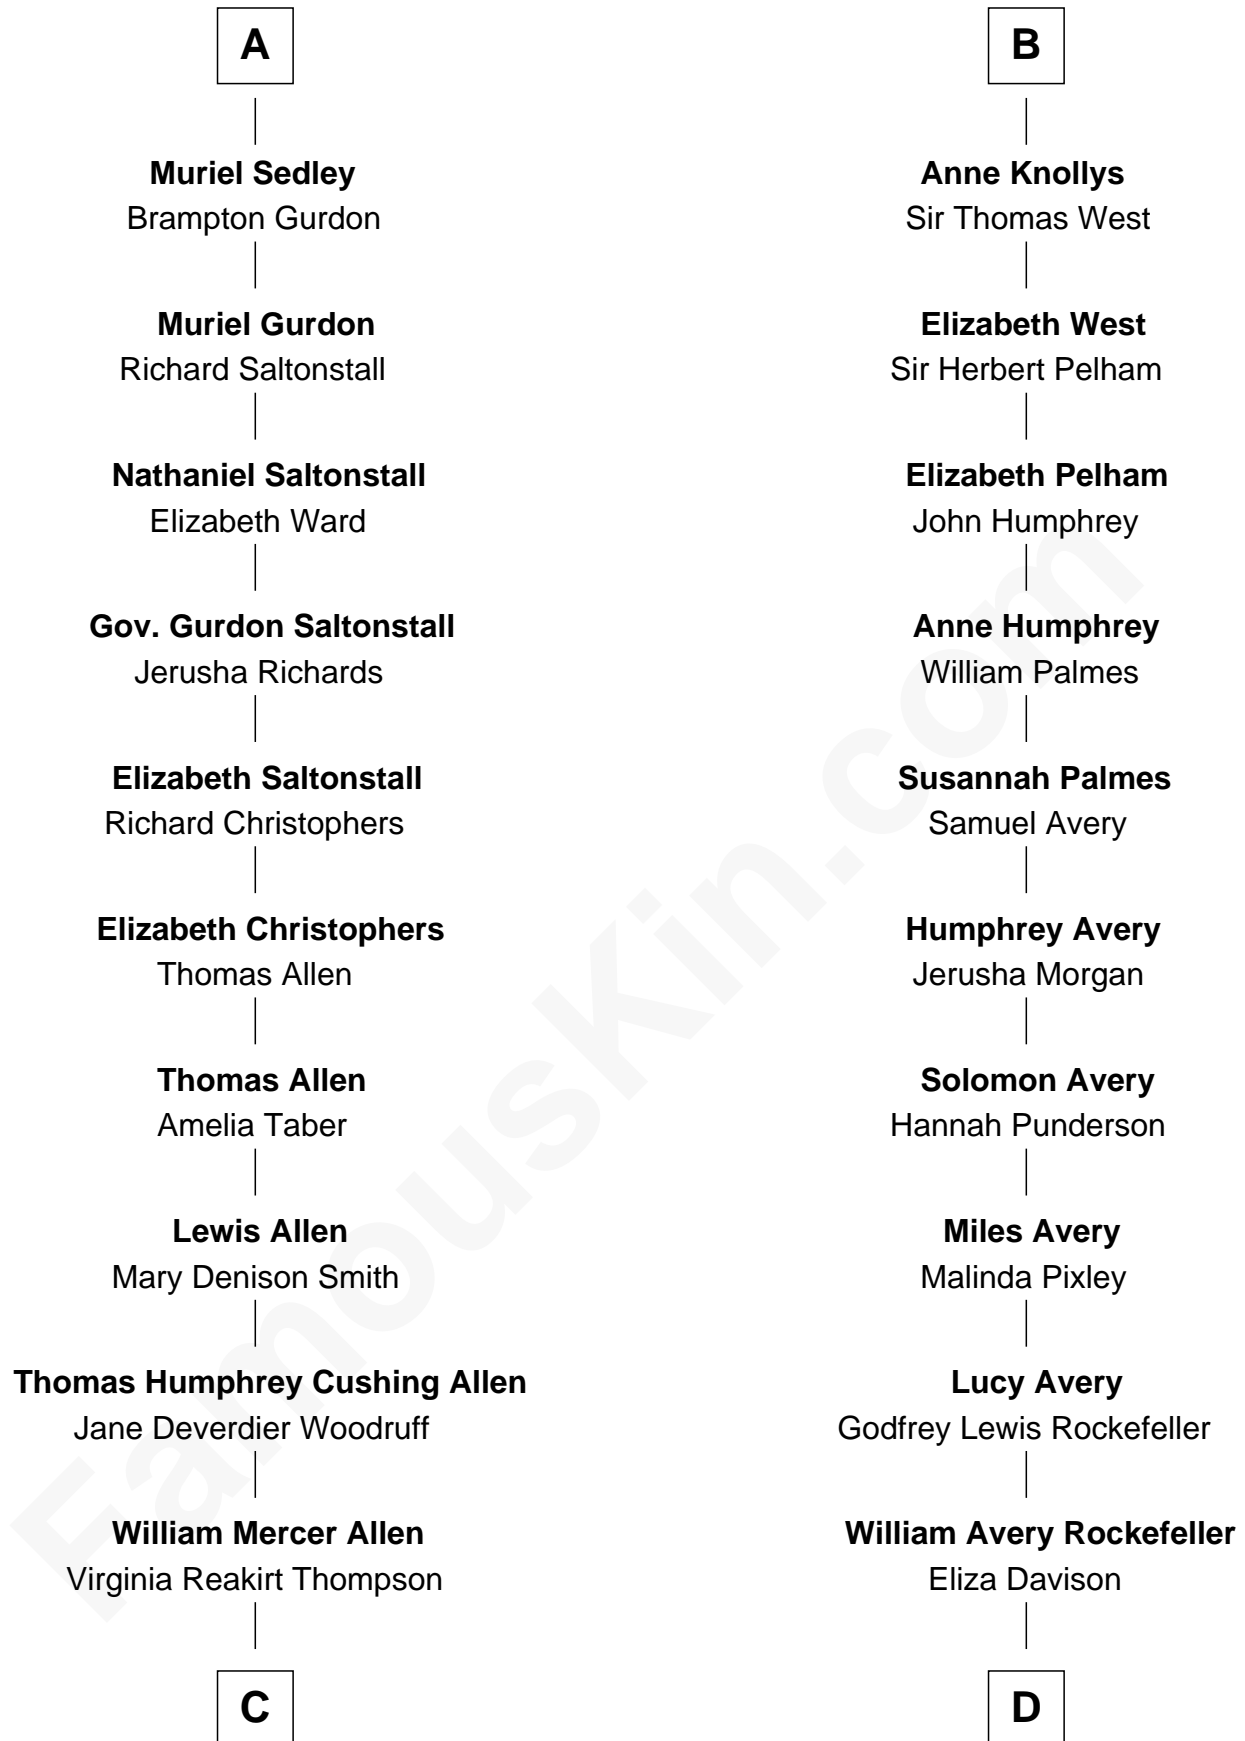 A
Muriel Sedley
Brampton Gurdon
Muriel Gurdon
Richard Saltonstall
Nathaniel Saltonstall
Elizabeth Ward
Gov. Gurdon Saltonstall
Jerusha Richards
Elizabeth Saltonstall
Richard Christophers
Elizabeth Christophers
Thomas Allen
Thomas Allen
Amelia Taber
Lewis Allen
Mary Denison Smith
Thomas Humphrey Cushing Allen
Jane Deverdier Woodruff
William Mercer Allen
Virginia Reakirt Thompson
C
B
Anne Knollys
Sir Thomas West
Elizabeth West
Sir Herbert Pelham
Elizabeth Pelham
John Humphrey
Anne Humphrey
William Palmes
Susannah Palmes
Samuel Avery
Humphrey Avery
Jerusha Morgan
Solomon Avery
Hannah Punderson
Miles Avery
Malinda Pixley
Lucy Avery
Godfrey Lewis Rockefeller
William Avery Rockefeller
Eliza Davison
D
FamousKin.com